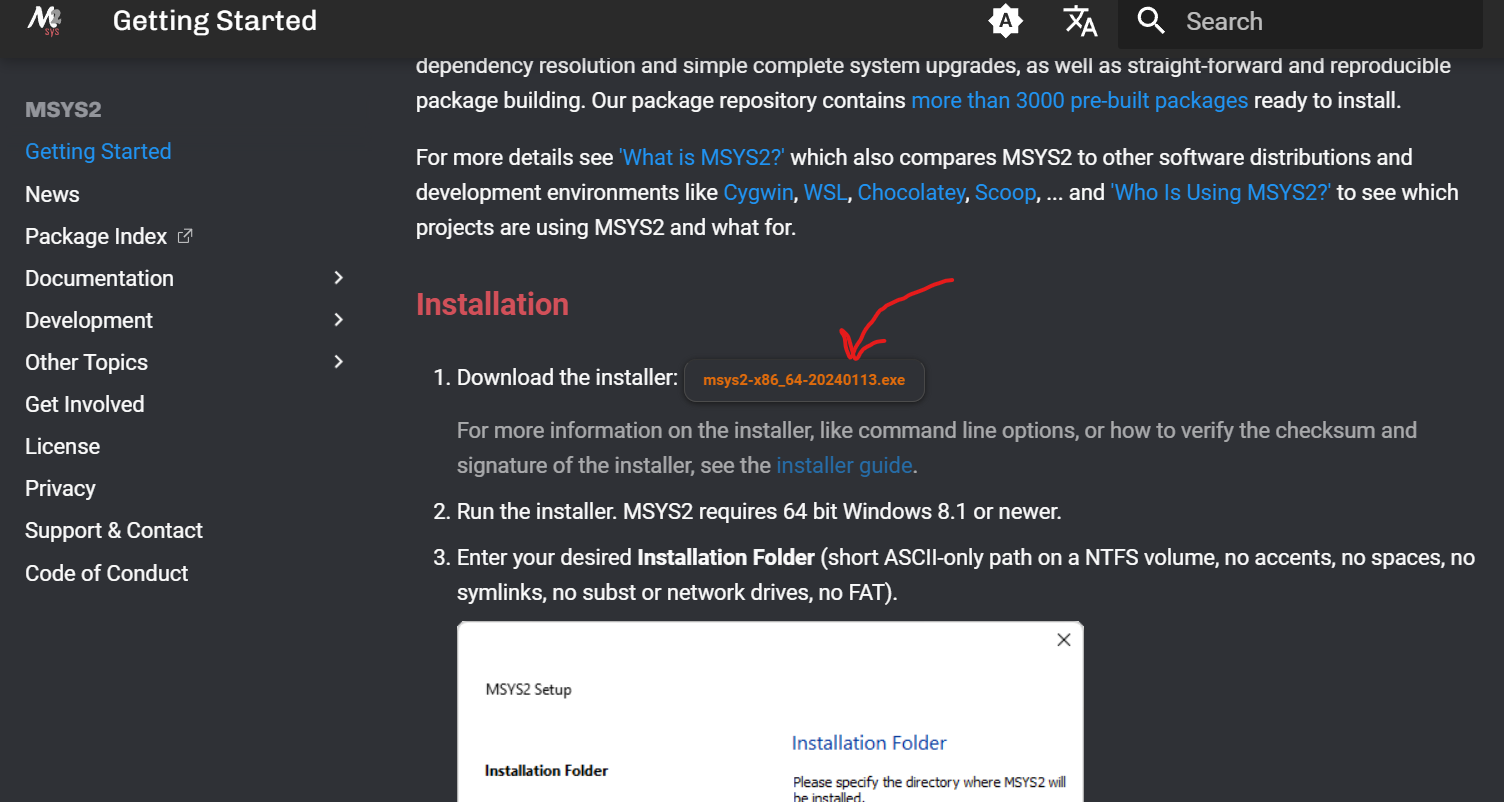 M2 sys
Getting Started
Search
MSYS2
Getting Started
News
Package Index
Documentation
Development
Other Topics
Get Involved
License
Privacy
Support & Contact
Code of Conduct
dependency resolution and simple complete system upgrades, as well as straight-forward and reproducible
package building. Our package repository contains more than 3000 pre-built packages ready to install.
For more details see 'What is MSYS2?' which also compares MSYS2 to other software distributions and
development environments like Cygwin, WSL, Chocolatey, Scoop, ... and 'Who Is Using MSYS2?' to see which
projects are using MSYS2 and what for.
Installation
1. Download the installer: msys2-x86_64-20240113.exe
For more information on the installer, like command line options, or how to verify the checksum and
signature of the installer, see the installer guide.
2. Run the installer. MSYS2 requires 64 bit Windows 8.1 or newer.
3. Enter your desired Installation Folder (short ASCII-only path on a NTFS volume, no accents, no spaces, no
symlinks, no subst or network drives, no FAT).
MSYS2 Setup
Installation Folder
Installation Folder
Please specify the directory where MSYS2 will
be installed.